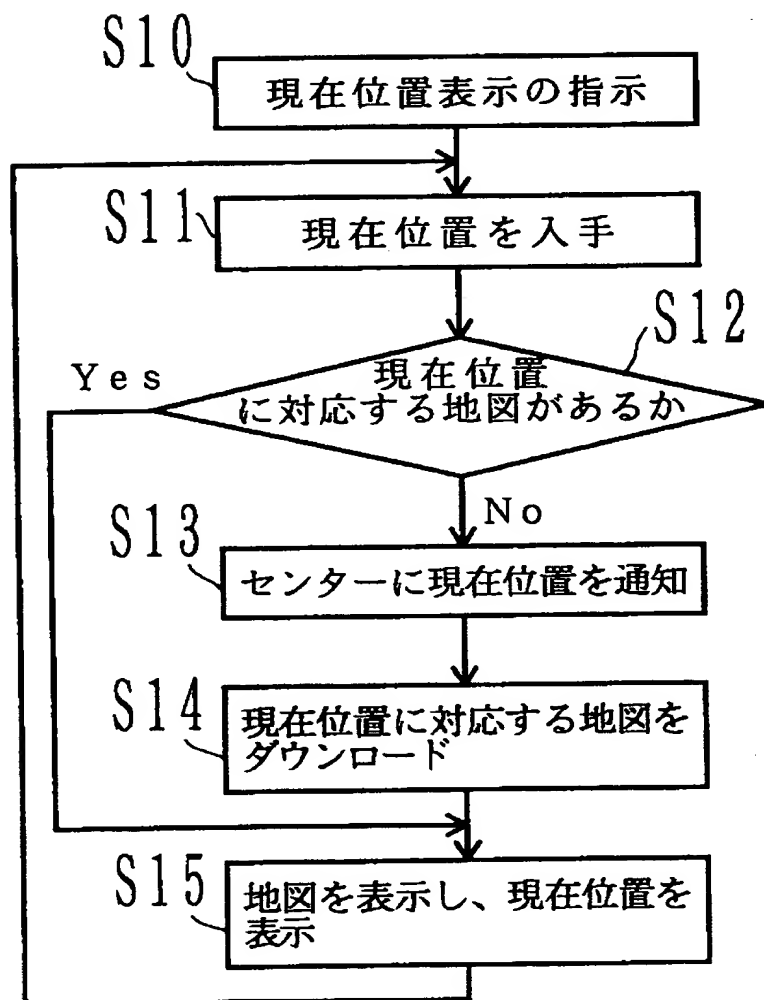 S10
現在位置表示の指示
S11
現在位置を入手
S12
Yes
現在位置
に対応する地図があるか
No
S13
センターに現在位置を通知
S14
現在位置に対応する地図を
ダウンロード
S15
地図を表示し、現在位置を
表示